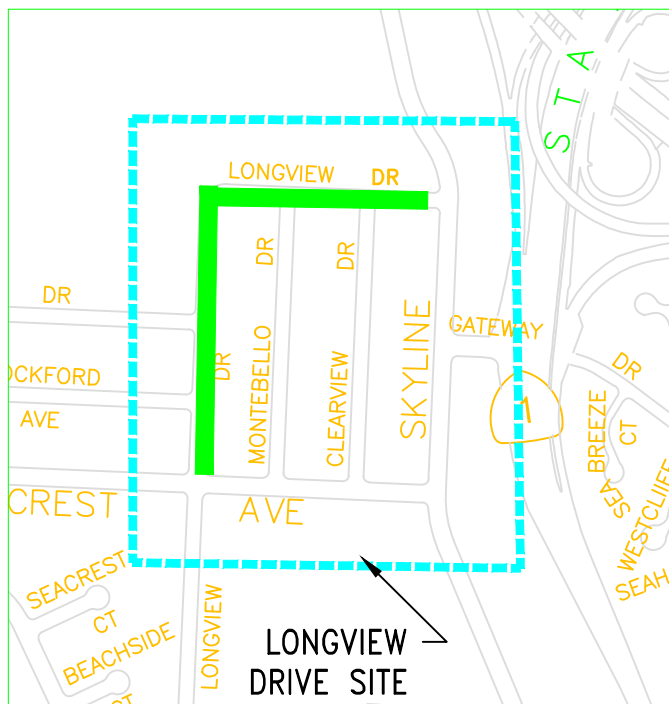 S T A
LONGVIEW DR
DR
DR
DR
GATEWAY
SKYLINE
DR
DR
OCKFORD
MONTEBELLO
CLEARVIEW
1
BREEZE
CT
AVE
SEA
WESTCLIFF
CREST
AVE
SEACREST
SEAH
CT
LONGVIEW
BEACHSIDE
LONGVIEW
DRIVE SITE
CT